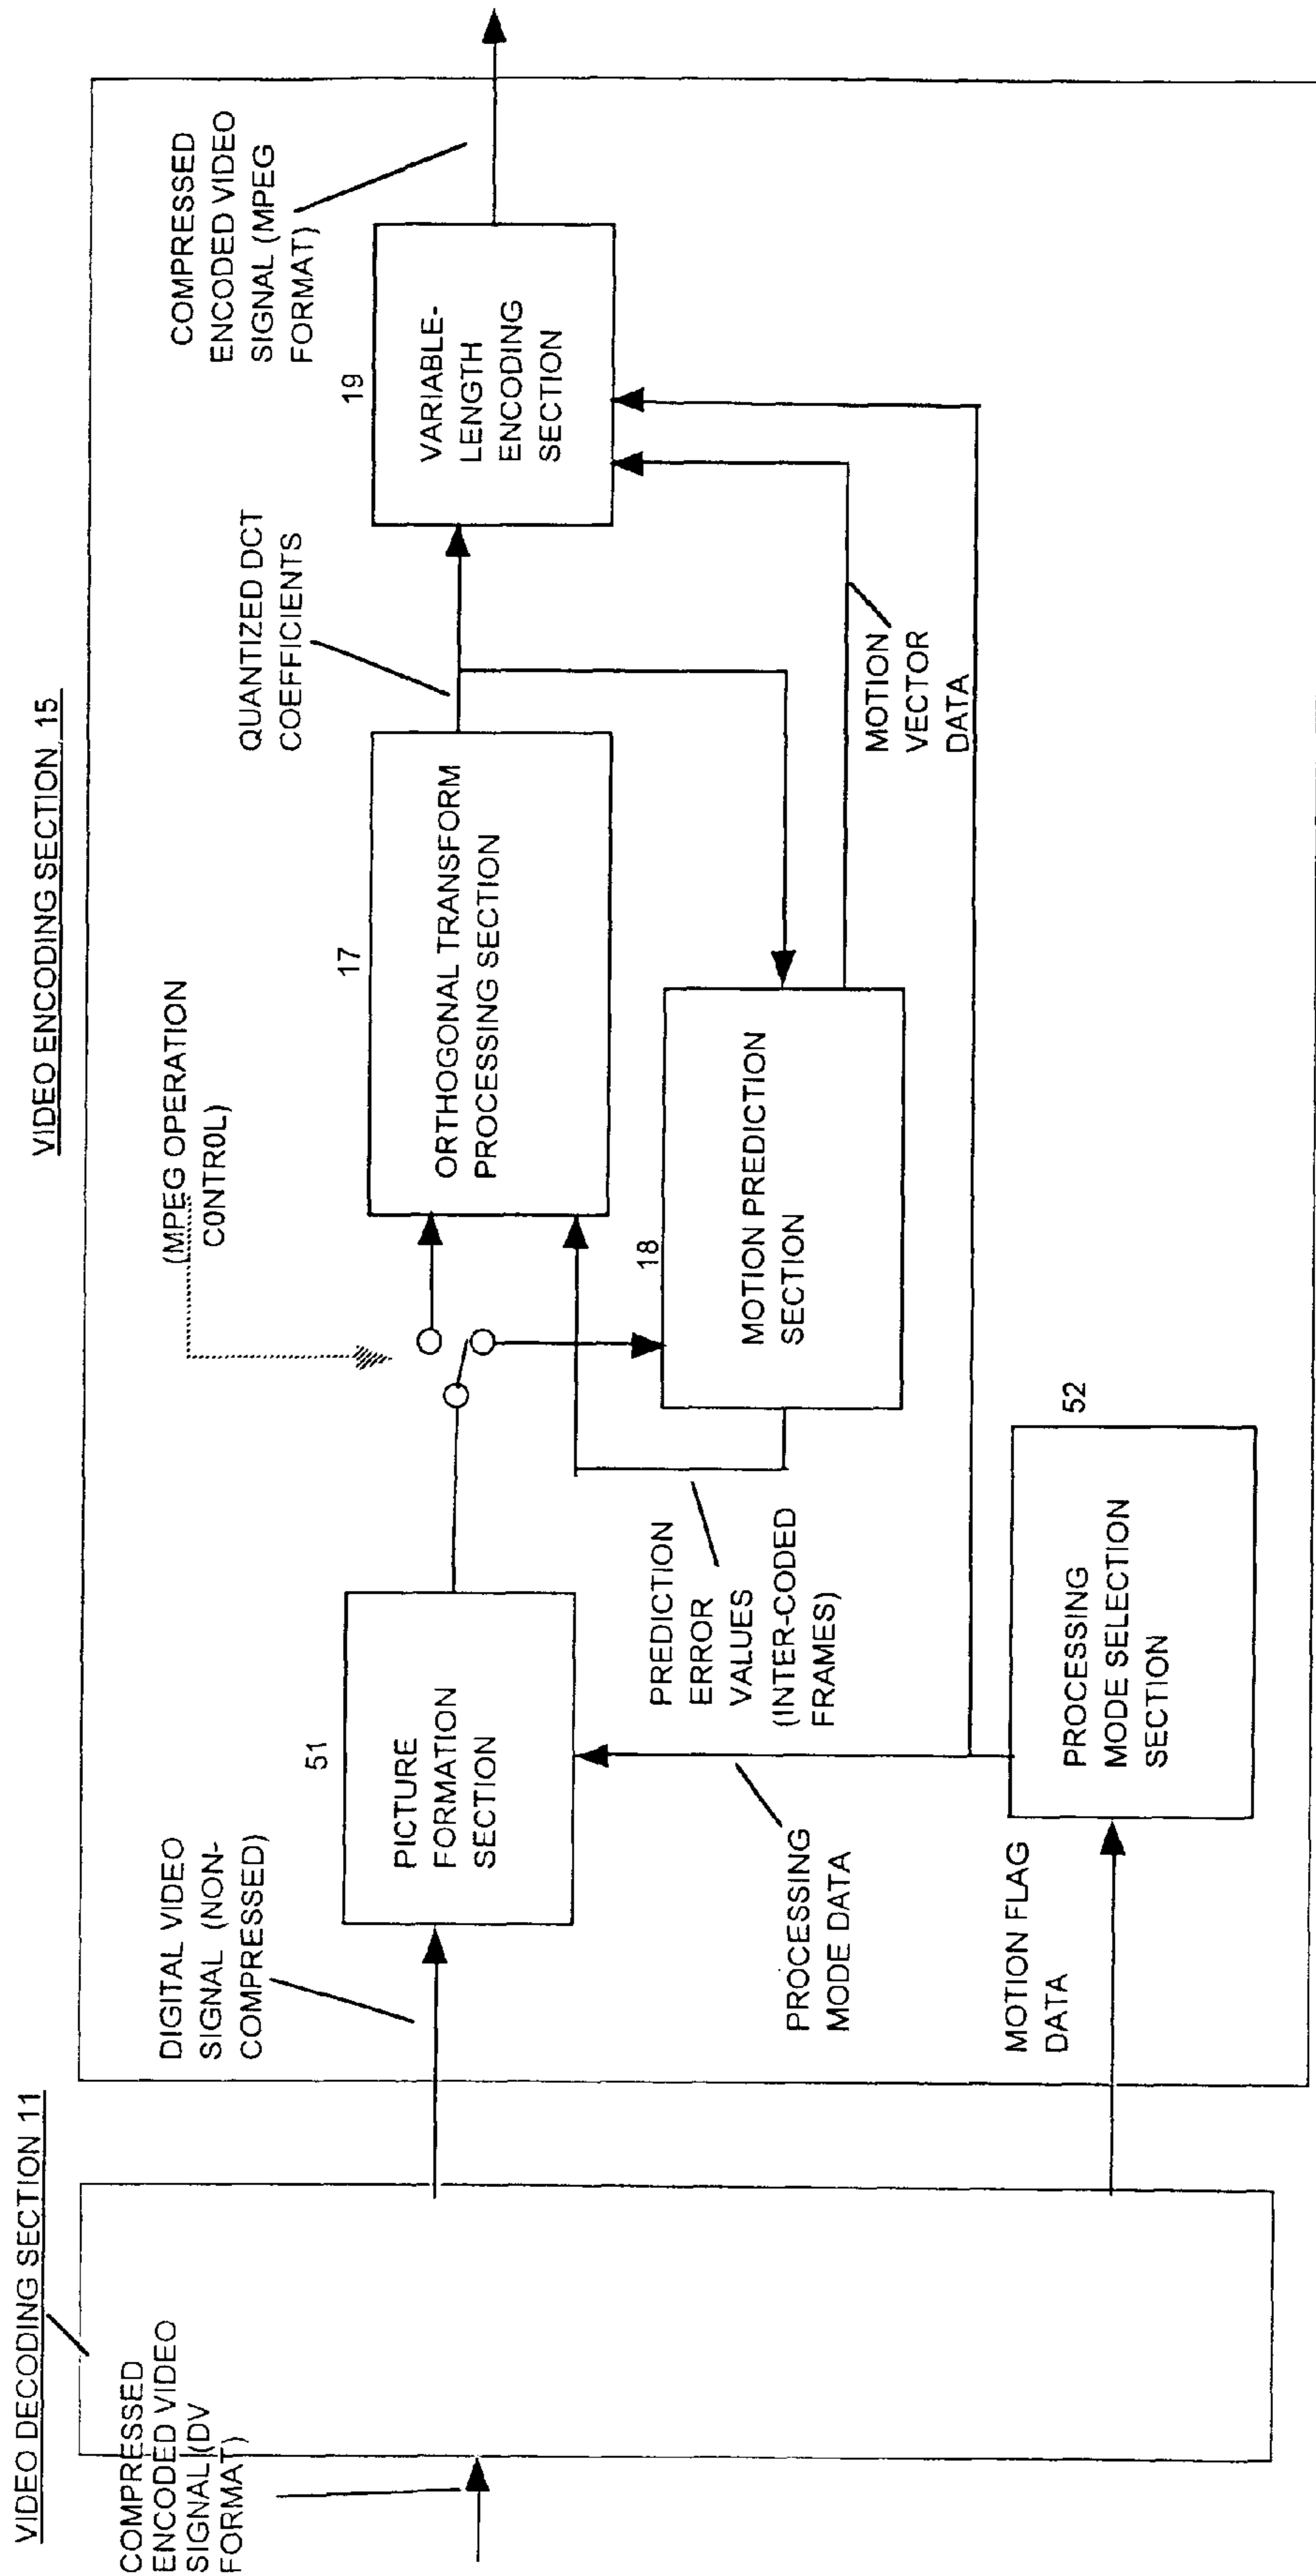 VIDEO DECODING SECTION 11
COMPRESSED
ENCODED VIDEO
SIGNAL (DV
FORMAT)
VIDEO ENCODING SECTION 15
DIGITAL VIDEO
SIGNAL (NON-
COMPRESSED)
51
PICTURE
FORMATION
SECTION
(MPEG OPERATION
C0NTR0L)
17
ORTHOGONAL TRANSFORM
PROCESSING SECTION
QUANTIZED DCT
COEFFICIENTS
19
VARIABLE-
LENGTH
ENCODING
SECTION
COMPRESSED
ENCODED VIDEO
SIGNAL (MPEG
FORMAT)
PREDICTION
ERROR
VALUES
(INTER-CODED
FRAMES)
18
MOTION PREDICTION
SECTION
MOTION
VECTOR
DATA
PROCESSING
MODE DATA
MOTION FLAG
DATA
52
PROCESSING
MODE SELECTION
SECTION